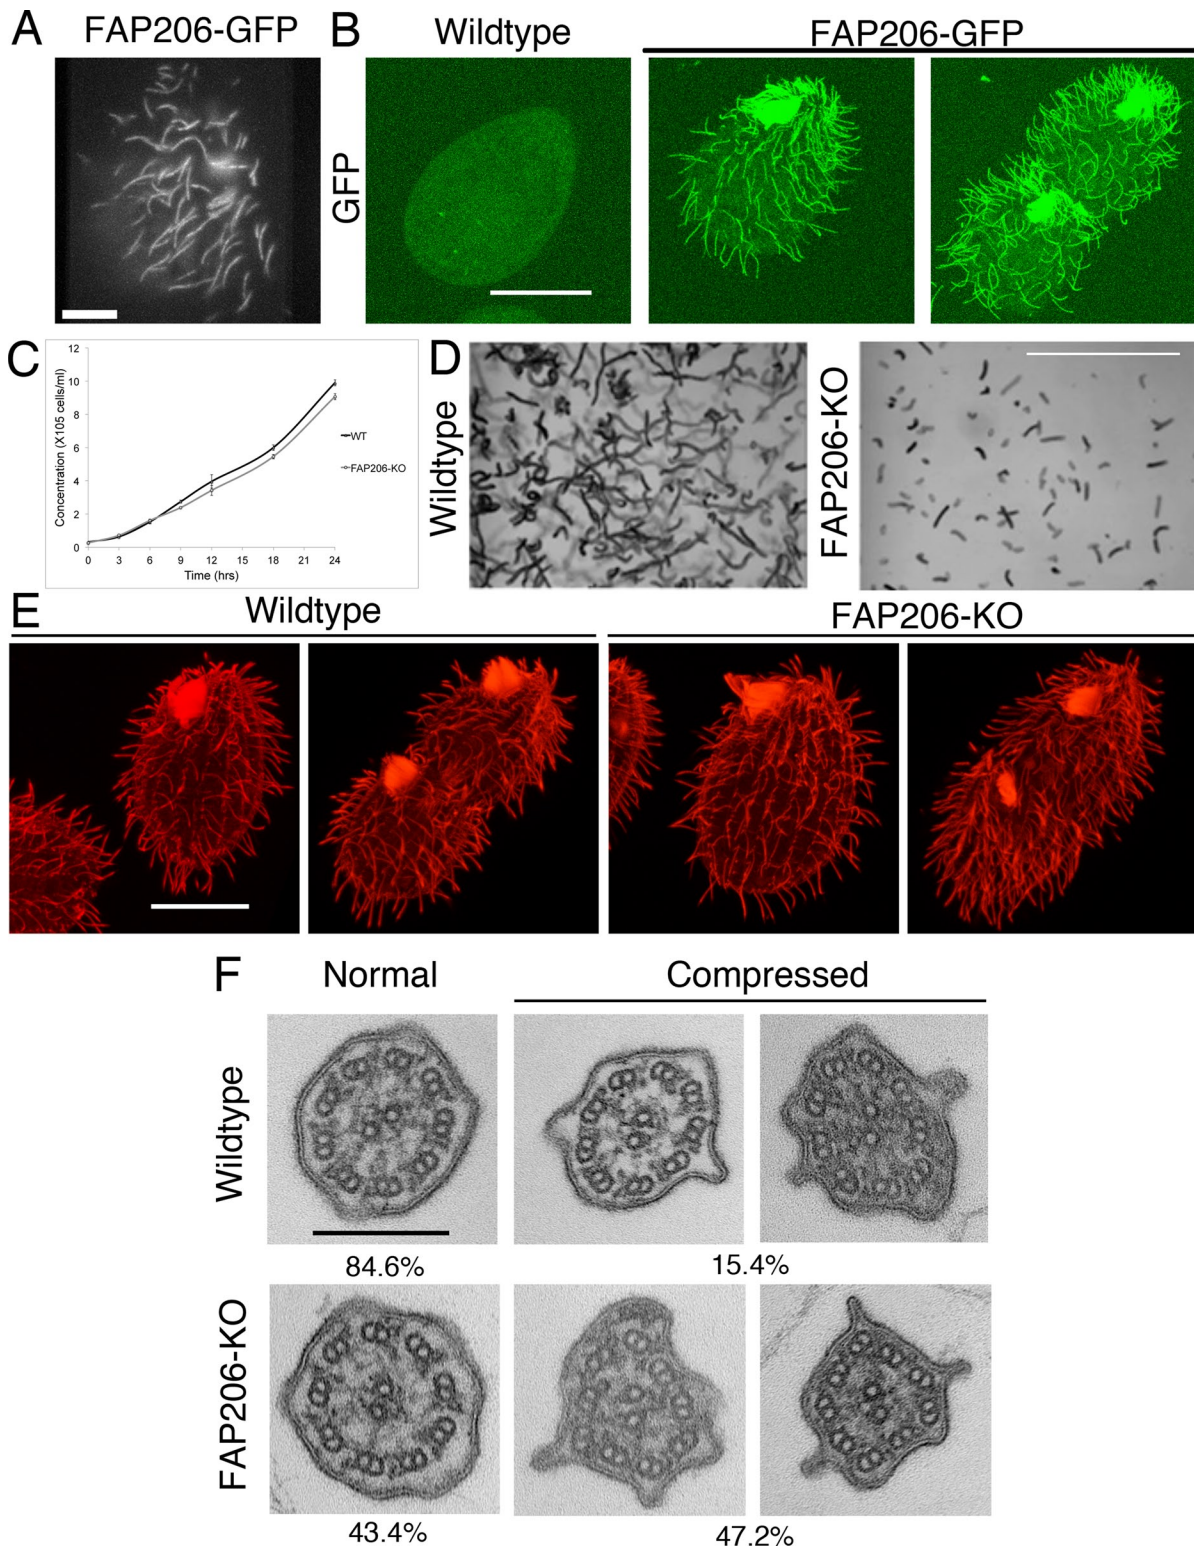 A FAP206-GFP
B Wildtype FAP206-GFP
GFP
C
12
10
8
6
4
2
0
0 3 6 9 12 15 18 21 24
Concentration (X105 cells/ml)
Time (hrs)
WT
FAP206-KO
D
Wildtype
FAP206-KO
E Wildtype FAP206-KO
F Normal Compressed
Wildtype
84.6% 15.4%
FAP206-KO
43.4% 47.2%